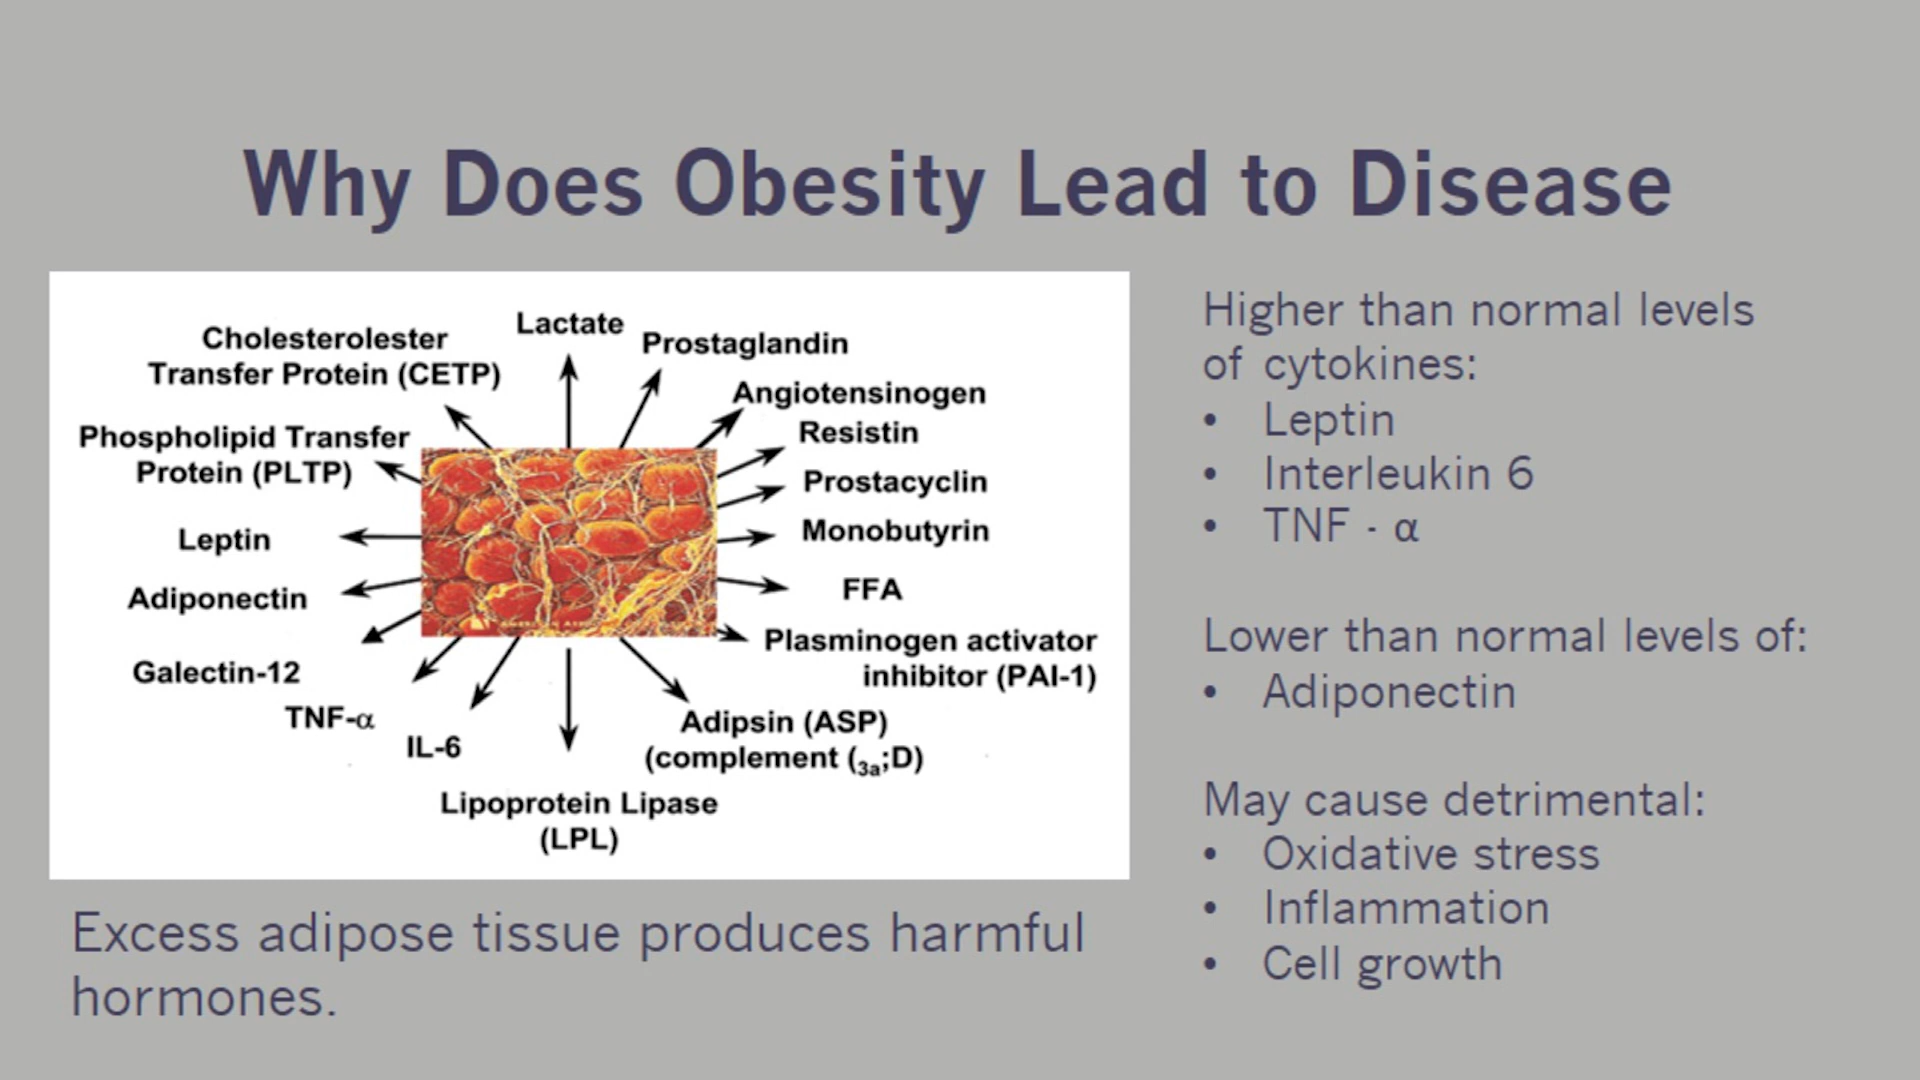 Why Does Obesity Lead to Disease
Cholesterolester
Transfer Protein (CETP)
Lactate
Prostaglandin
Angiotensinogen
Resistin
Prostacyclin
Monobutyrin
FFA
Plasminogen activator
inhibitor (PAI-1)
Adipsin (ASP)
(complement (3a;D)
Lipoprotein Lipase
(LPL)
IL-6
TNF-α
Galectin-12
Adiponectin
Leptin
Phospholipid Transfer
Protein (PLTP)
Excess adipose tissue produces harmful
hormones.
Higher than normal levels
of cytokines:
• Leptin
• Interleukin 6
• TNF - α
Lower than normal levels of:
• Adiponectin
May cause detrimental:
• Oxidative stress
• Inflammation
• Cell growth